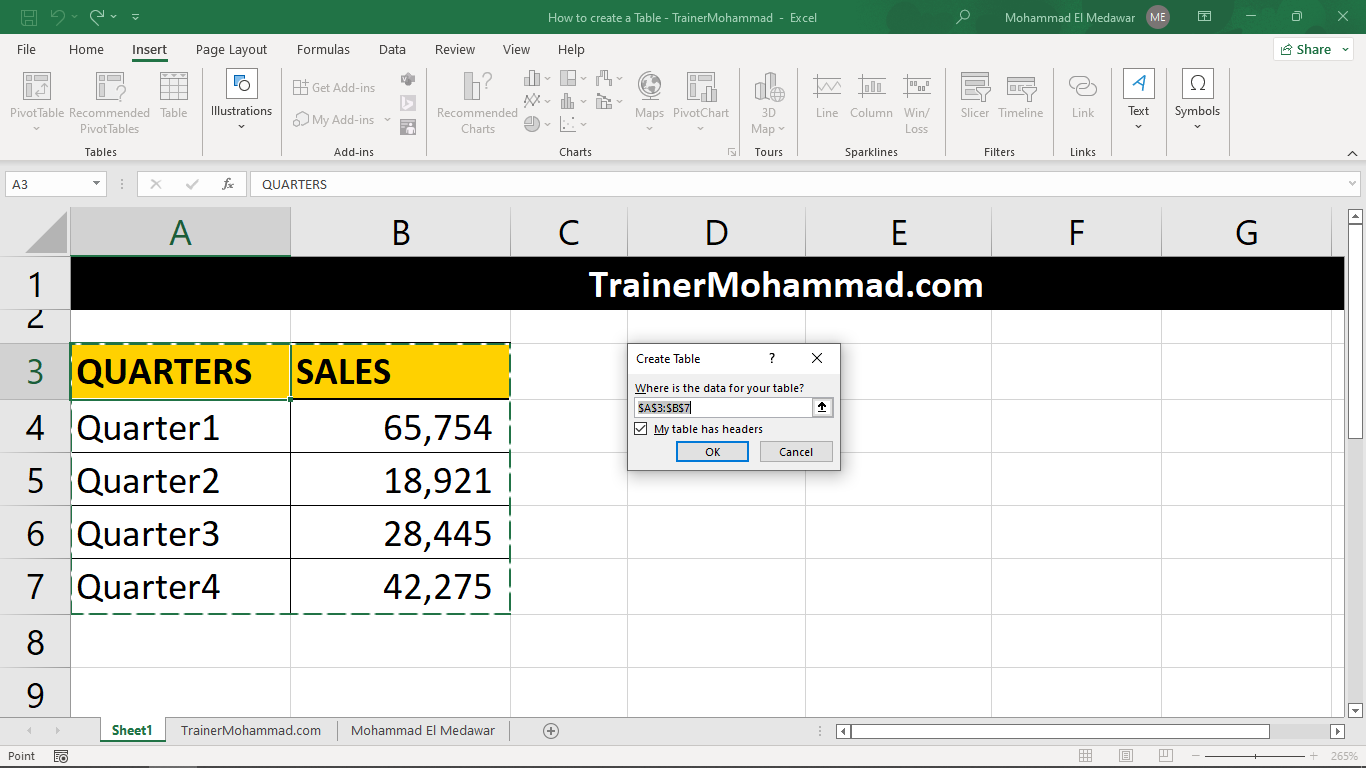 How to create a Table - TrainerMohammad - Excel
Mohammad El Medawar
ME
File Home Insert Page Layout Formulas Data Review View Help
Share
PivotTable
Recommended PivotTables
Table
Illustrations
Get Add-ins
My Add-ins
Recommended Charts
Maps
PivotChart
3D Map
Line
Column
Win/Loss
Slicer
Timeline
Link
Text
Symbols
Tables
Add-ins
Charts
Tours
Sparklines
Filters
Links
A3
fx
QUARTERS
A B C D E F G
1 TrainerMohammad.com
2
3 QUARTERS SALES
4 Quarter1 65,754
5 Quarter2 18,921
6 Quarter3 28,445
7 Quarter4 42,275
8
9
Create Table ?
Where is the data for your table?
$A$3:$B$7
My table has headers
OK Cancel
Sheet1 TrainerMohammad.com Mohammad El Medawar
Point
265%